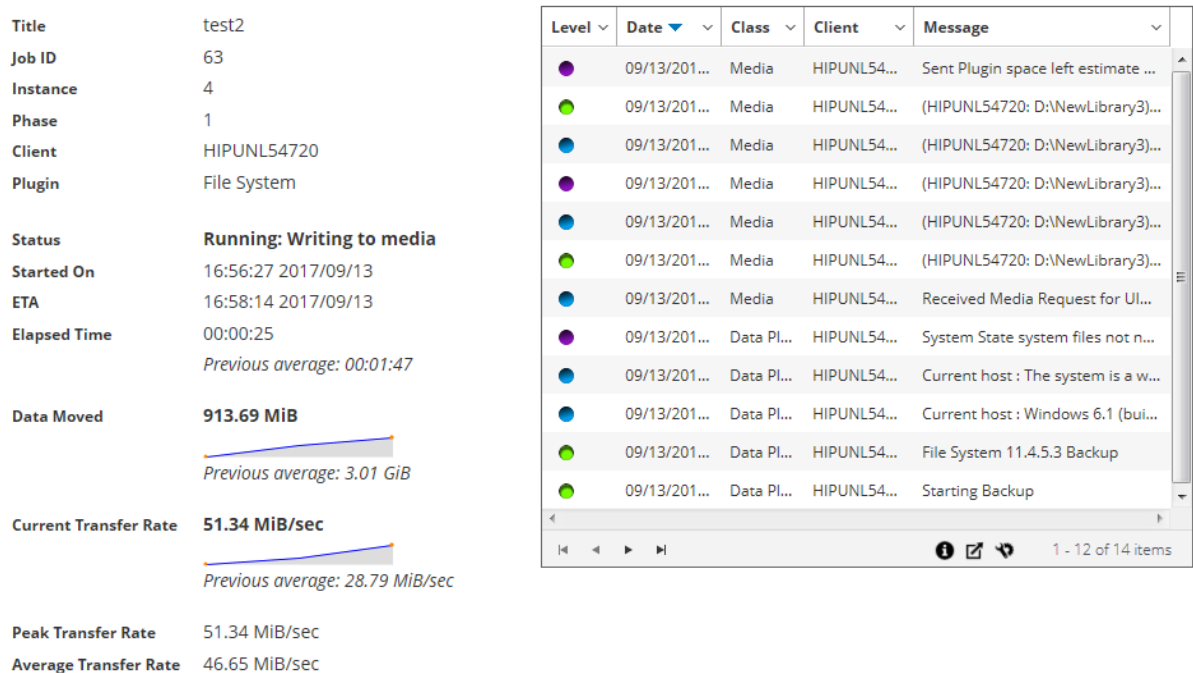 Title test2
Job ID 63
Instance 4
Phase 1
Client HIPUNL54720
Plugin File System
Status Running: Writing to media
Started On 16:56:27 2017/09/13
ETA 16:58:14 2017/09/13
Elapsed Time 00:00:25
Previous average: 00:01:47
Data Moved 913.69 MiB
Previous average: 3.01 GiB
Current Transfer Rate 51.34 MiB/sec
Previous average: 28.79 MiB/sec
Peak Transfer Rate 51.34 MiB/sec
Average Transfer Rate 46.65 MiB/sec
Level Date Class Client Message
09/13/201... Media HIPUNL54... Sent Plugin space left estimate ...
09/13/201... Media HIPUNL54... (HIPUNL54720: D:\NewLibrary3)...
09/13/201... Media HIPUNL54... (HIPUNL54720: D:\NewLibrary3)...
09/13/201... Media HIPUNL54... (HIPUNL54720: D:\NewLibrary3)...
09/13/201... Media HIPUNL54... (HIPUNL54720: D:\NewLibrary3)...
09/13/201... Media HIPUNL54... (HIPUNL54720: D:\NewLibrary3)...
09/13/201... Media HIPUNL54... Received Media Request for UI...
09/13/201... Data Pl... HIPUNL54... System State system files not n...
09/13/201... Data Pl... HIPUNL54... Current host : The system is a w...
09/13/201... Data Pl... HIPUNL54... Current host : Windows 6.1 (bui...
09/13/201... Data Pl... HIPUNL54... File System 11.4.5.3 Backup
09/13/201... Data Pl... HIPUNL54... Starting Backup
1 - 12 of 14 items